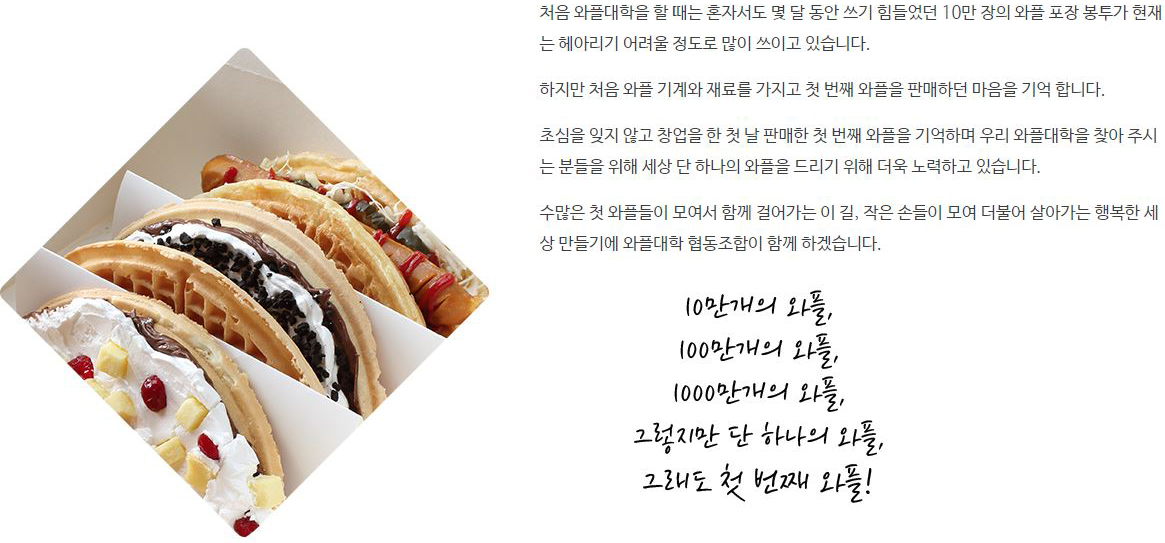 처음 와플대학을 할 때는 혼자서도 몇 달 동안 쓰기 힘들었던 10만 장의 와플 포장 봉투가 현재
는 헤아리기 어려울 정도로 많이 쓰이고 있습니다.
하지만 처음 와플 기계와 재료를 가지고 첫 번째 와플을 판매하던 마음을 기억 합니다.
초심을 잊지 않고 창업을 한 첫 날 판매한 첫 번째 와플을 기억하며 우리 와플대학을 찾아 주시
는 분들을 위해 세상 단 하나의 와플을 드리기 위해 더욱 노력하고 있습니다.
수많은 첫 와플들이 모여서 함께 걸어가는 이 길, 작은 손들이 모여 더불어 살아가는 행복한 세
상 만들기에 와플대학 협동조합이 함께 하겠습니다.
10만개의 와플,
100만개의 와플,
1000만개의 와플,
그렇지만 단 하나의 와플,
그래도 첫 번째 와플!